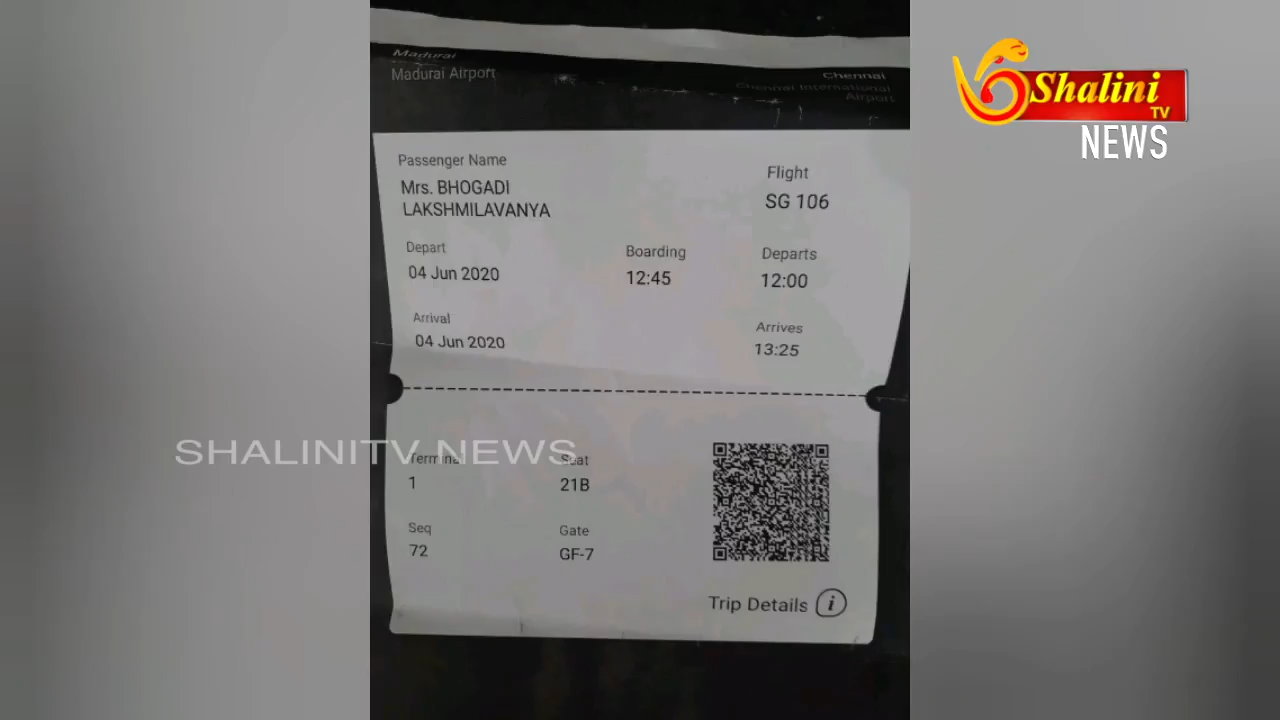 Madurai
Madurai Airport
Chennai
Chennai International
Airport
Shalini
TV
NEWS
Passenger Name
Mrs. BHOGADI
LAKSHMILAVANYA
Flight
SG 106
Depart
04 Jun 2020
Boarding
12:45
Departs
12:00
Arrival
04 Jun 2020
Arrives
13:25
SHALINITV NEWS
Terminal
1
Seat
21B
Seq
72
Gate
GF-7
Trip Details i